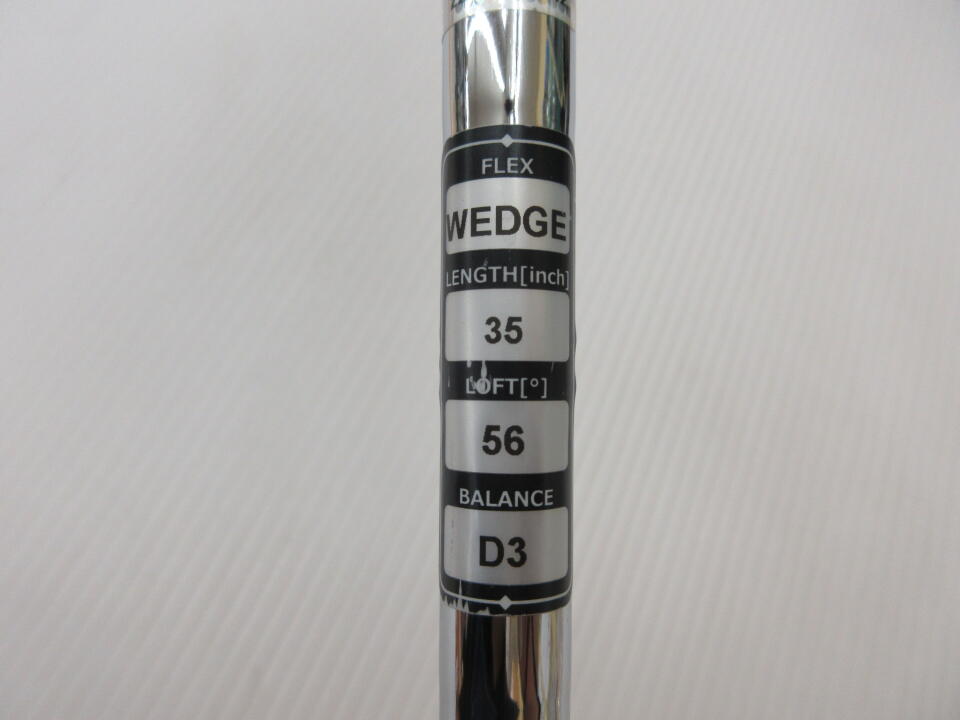 FLEX
WEDGE
LENGTH[inch]
35
LOFT[°]
56
BALANCE
D3